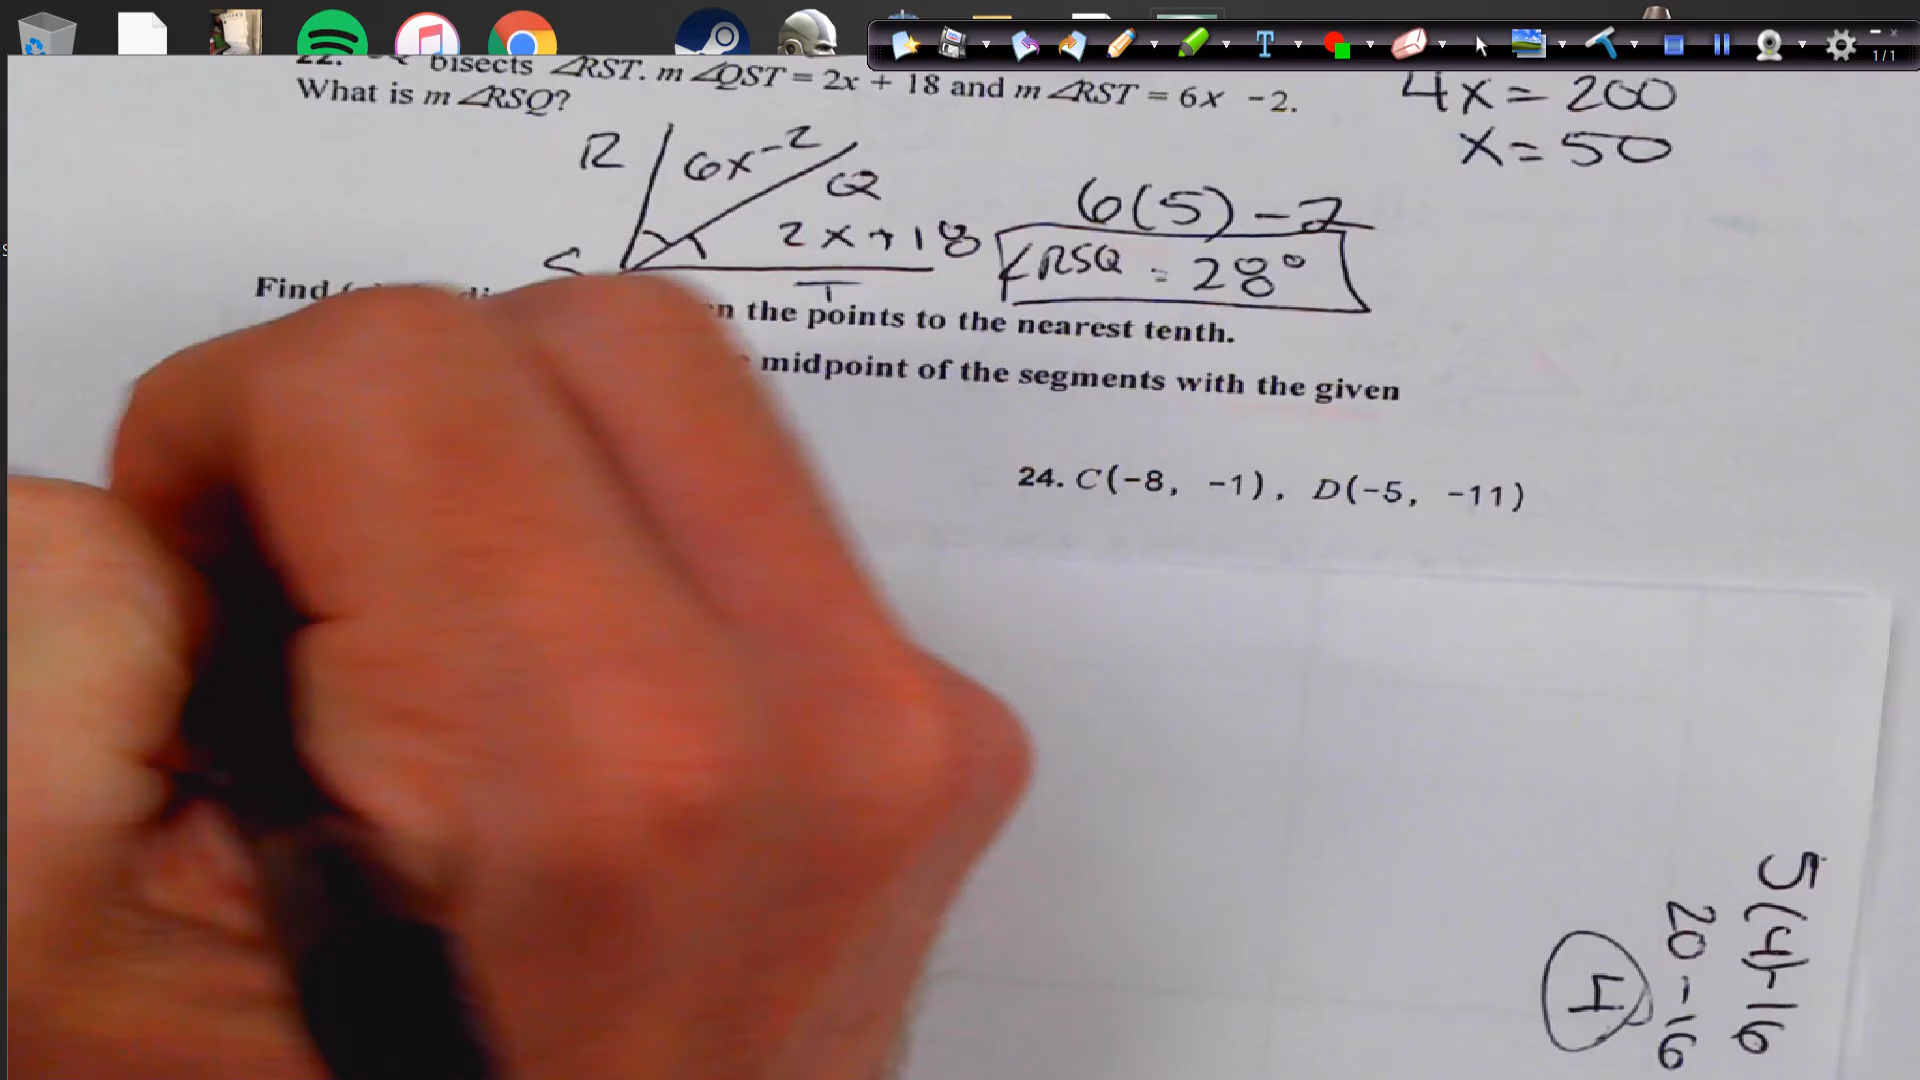 bisects ∠RST. m∠QST = 2x + 18 and m∠RST = 6x - 2.
What is m∠RSQ?
4x = 200
x = 50
R 6x-2 Q
2x+18
S
T
6(5)-2
∠RSQ = 28°
Find
the points to the nearest tenth.
midpoint of the segments with the given
24. C(-8, -1), D(-5, -11)
5(4)-16
20-16
4
T
1/1